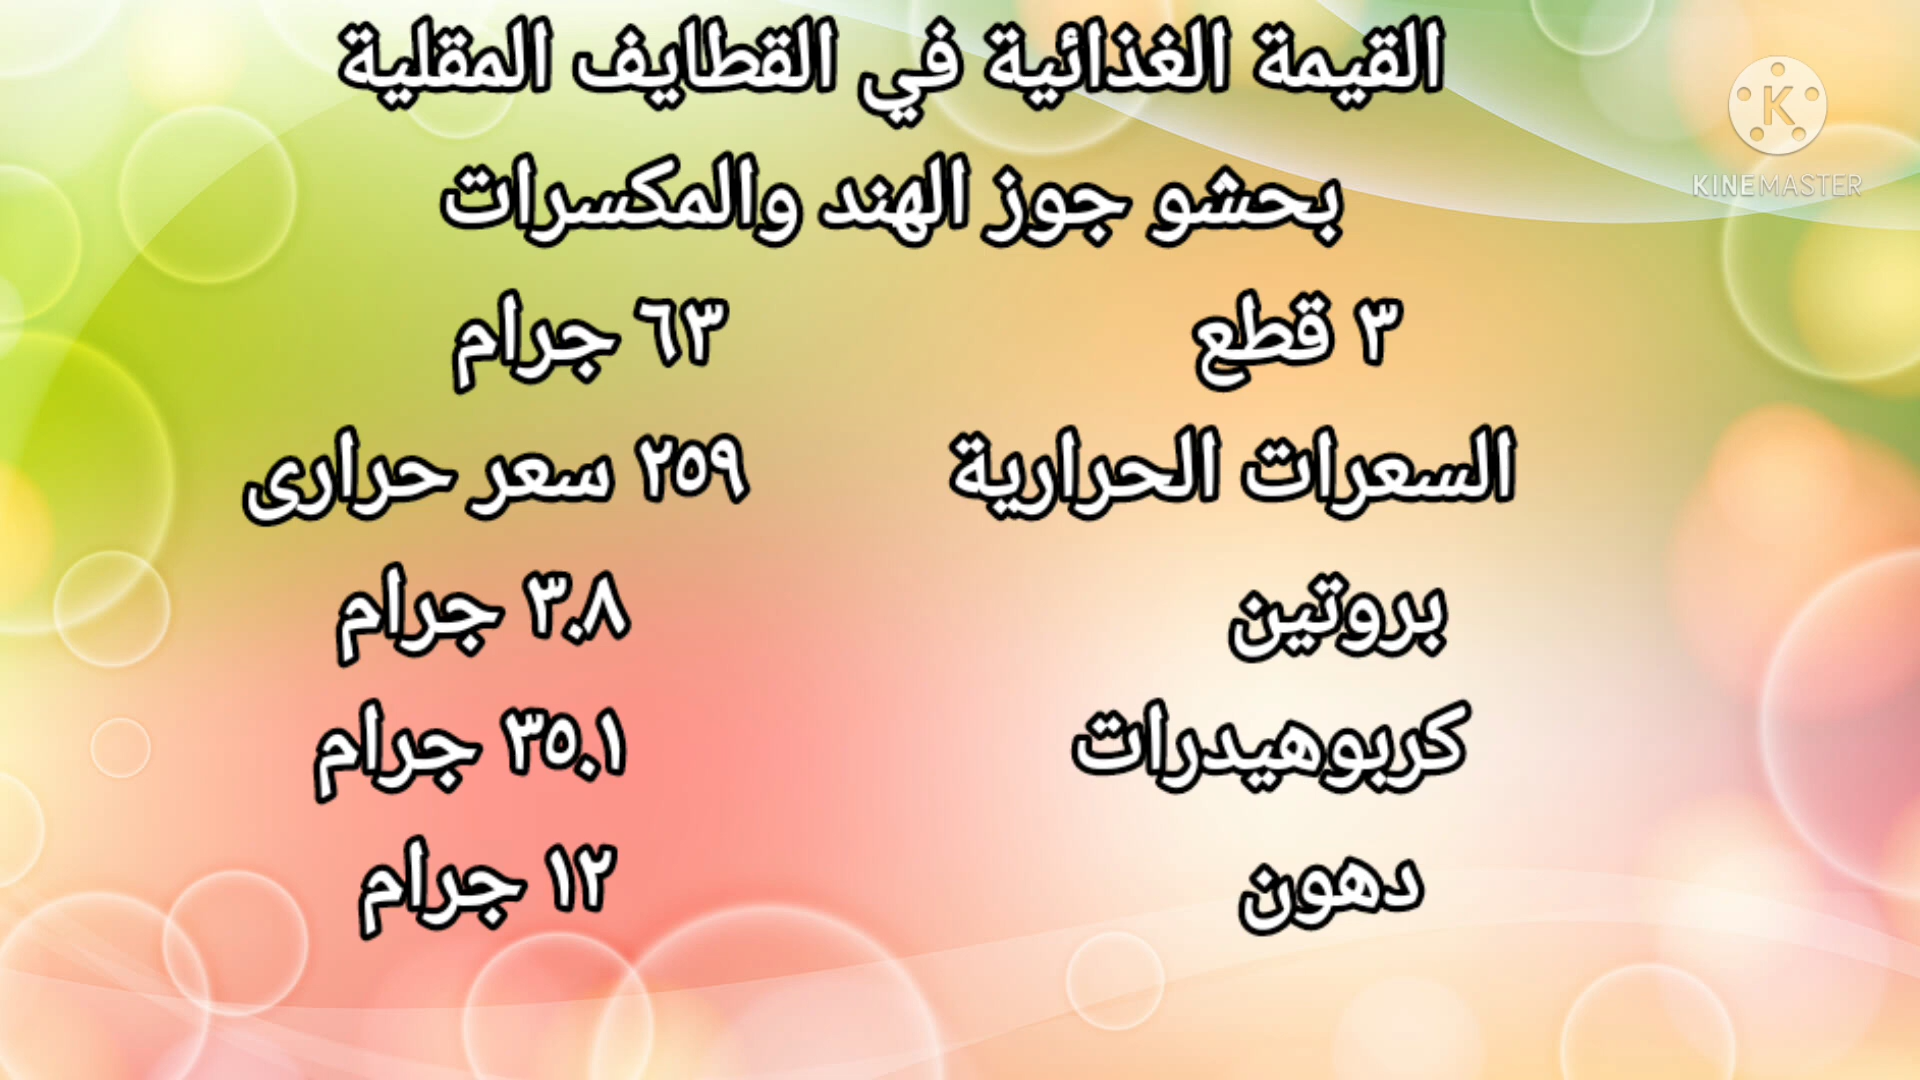 القيمة الغذائية في القطايف المقلية
بحشو جوز الهند والمكسرات
٣ قطع ٦٣ جرام
السعرات الحرارية ٢٥٩ سعر حرارى
بروتين ٣.٨ جرام
كربوهيدرات ٣٥.١ جرام
دهون ١٢ جرام
K
KINEMASTER